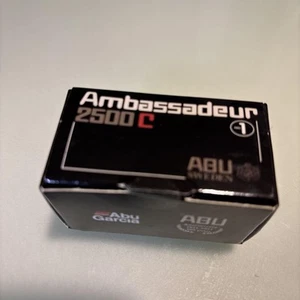 Ambassadeur
2500 C
-1
ABU
SWEDEN
Abu
Garcia
ABU